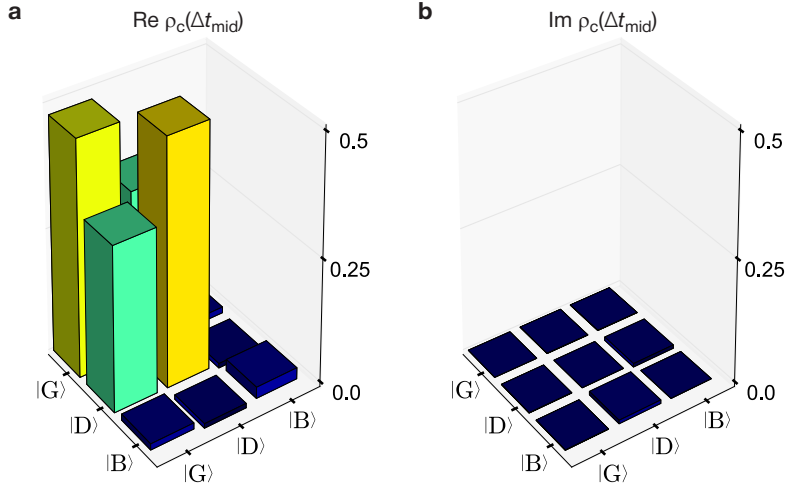 a
Re ρc(Δtmid)
0.5
0.25
0.0
|G⟩
|D⟩
|B⟩
|G⟩
|D⟩
|B⟩
b
Im ρc(Δtmid)
0.5
0.25
0.0
|G⟩
|D⟩
|B⟩
|G⟩
|D⟩
|B⟩